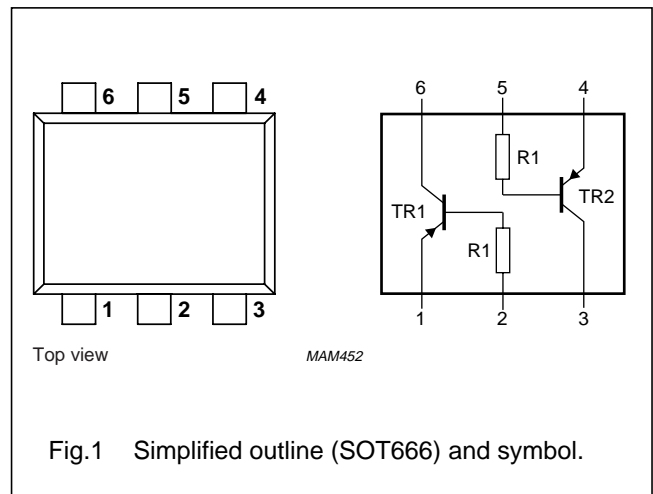 6 5 4
1 2 3
Top view
6 5 4
R1
TR1 TR2
R1
1 2 3
MAM452
Fig.1 Simplified outline (SOT666) and symbol.